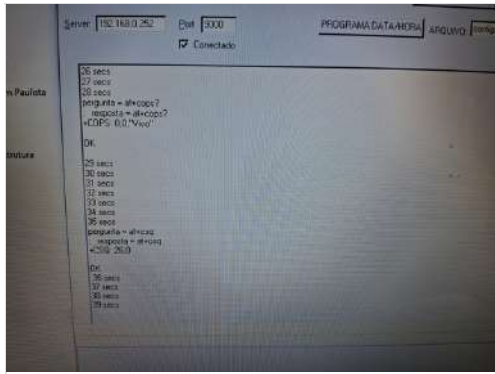 Server 192.168.0.252 Port 9000 PROGRAMA DATA/HORA ARQUIVO
Conectado
m Paulista
trutura
26 secs
27 secs
28 secs
pergunta = at+cops?
resposta = at+cops?
+COPS: 0,0,"Vivo"
OK
29 secs
30 secs
31 secs
32 secs
33 secs
34 secs
35 secs
pergunta = at+csq
resposta = at+csq
+CSQ: 26,0
OK
36 secs
37 secs
38 secs
39 secs